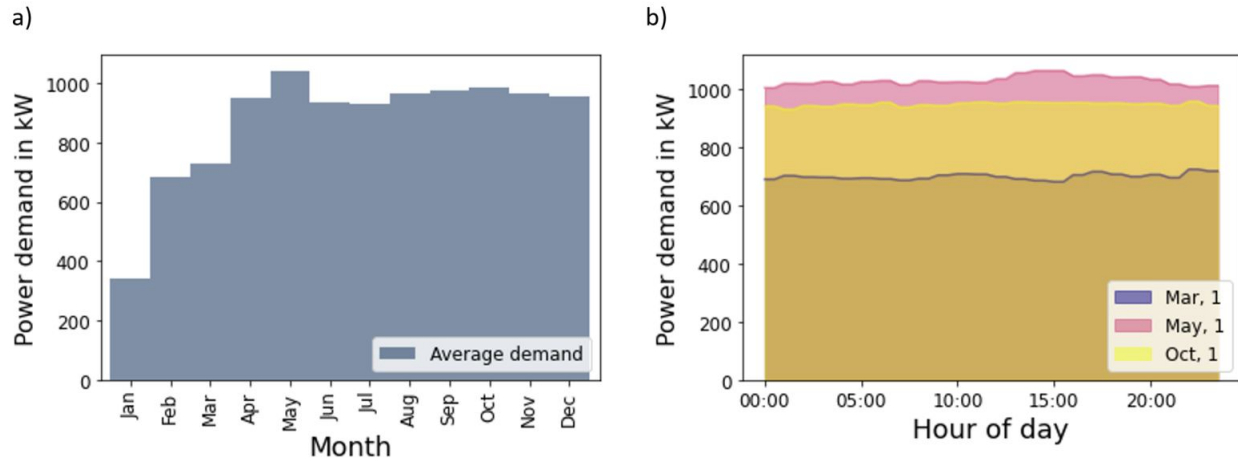 a)
Power demand in kW
1000
800
600
400
200
0
Jan
Feb
Mar
Apr
May
Jun
Jul
Aug
Sep
Oct
Nov
Dec
Month
Average demand
b)
Power demand in kW
1000
800
600
400
200
0
00:00
05:00
10:00
15:00
20:00
Hour of day
Mar, 1
May, 1
Oct, 1